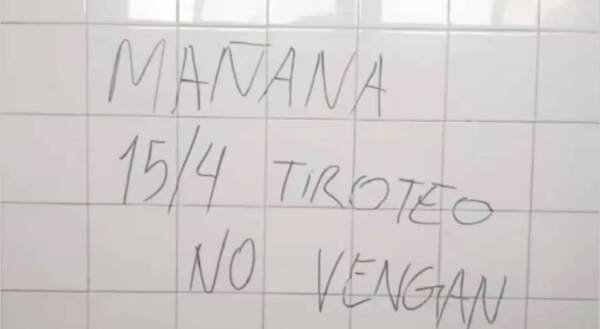 MAÑANA
15/4 TIROTEO
NO VENGAN